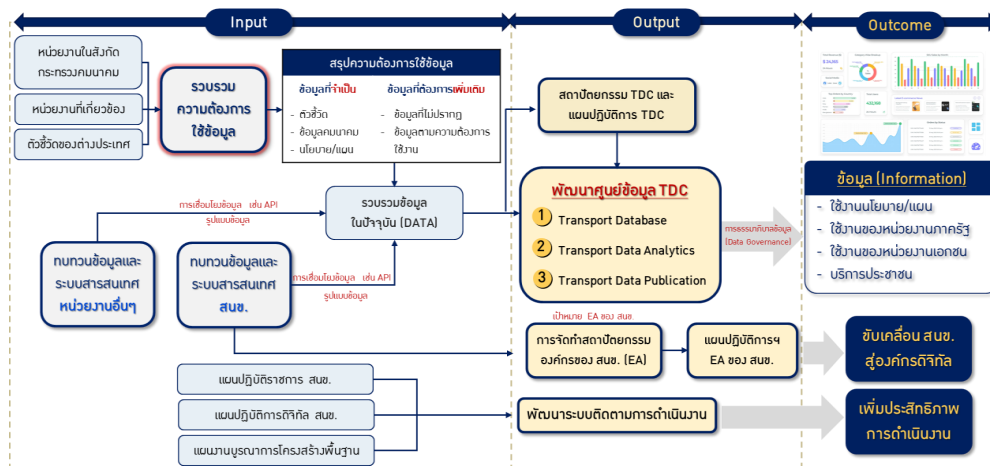 Input
Output
Outcome
หน่วยงานในสังกัด
กระทรวงคมนาคม
หน่วยงานที่เกี่ยวข้อง
ตัวชี้วัดของต่างประเทศ
รวบรวม
ความต้องการ
ใช้ข้อมูล
สรุปความต้องการใช้ข้อมูล
ข้อมูลที่จำเป็น
- ตัวชี้วัด
- ข้อมูลคมนาคม
- นโยบาย/แผน
ข้อมูลที่ต้องการเพิ่มเติม
- ข้อมูลที่ไม่ปรากฏ
- ข้อมูลตามความต้องการ
ใช้งาน
การเชื่อมโยงข้อมูล เช่น API
รูปแบบข้อมูล
รวบรวมข้อมูล
ในปัจจุบัน (DATA)
ทบทวนข้อมูลและ
ระบบสารสนเทศ
หน่วยงานอื่นๆ
ทบทวนข้อมูลและ
ระบบสารสนเทศ
สนข.
การเชื่อมโยงข้อมูล เช่น API
รูปแบบข้อมูล
แผนปฏิบัติราชการ สนข.
แผนปฏิบัติการดิจิทัล สนข.
แผนงานบูรณาการโครงสร้างพื้นฐาน
สถาปัตยกรรม TDC และ
แผนปฏิบัติการ TDC
พัฒนาศูนย์ข้อมูล TDC
1 Transport Database
2 Transport Data Analytics
3 Transport Data Publication
การธรรมาภิบาลข้อมูล
(Data Governance)
เป้าหมาย EA ของ สนข.
การจัดทำสถาปัตยกรรม
องค์กรของ สนข. (EA)
แผนปฏิบัติการฯ
EA ของ สนข.
พัฒนาระบบติดตามการดำเนินงาน
ข้อมูล (Information)
- ใช้งานนโยบาย/แผน
- ใช้งานของหน่วยงานภาครัฐ
- ใช้งานของหน่วยงานเอกชน
- บริการประชาชน
ขับเคลื่อน สนข.
สู่องค์กรดิจิทัล
เพิ่มประสิทธิภาพ
การดำเนินงาน